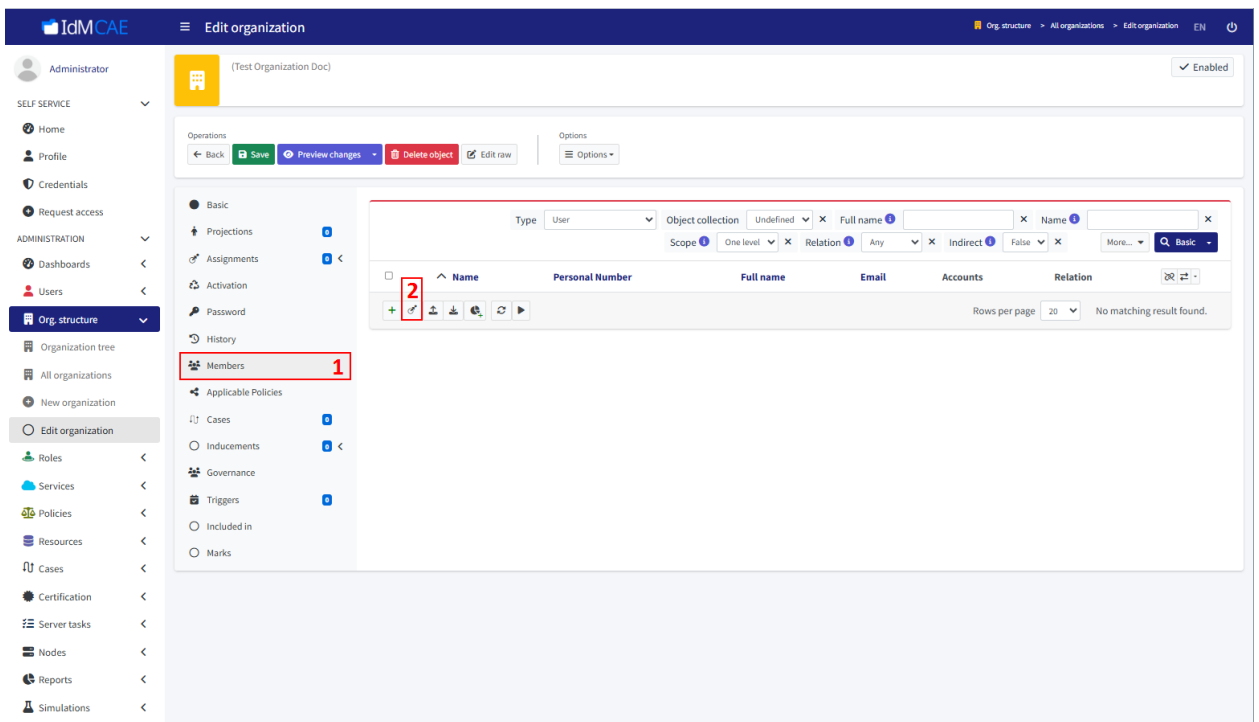 IdMCAE
Edit organization
Org. structure > All organizations > Edit organization EN
Administrator
SELF SERVICE
Home
Profile
Credentials
Request access
ADMINISTRATION
Dashboards
Users
Org. structure
Organization tree
All organizations
New organization
Edit organization
Roles
Services
Policies
Resources
Cases
Certification
Server tasks
Nodes
Reports
Simulations
(Test Organization Doc)
Enabled
Operations
Back Save Preview changes Delete object Edit raw
Options
Options
Basic
Projections 0
Assignments 0
Activation
Password
History
Members 1
Applicable Policies
Cases 0
Inducements 0
Governance
Triggers 0
Included in
Marks
Type User Object collection Undefined Full name Name
Scope One level Relation Any Indirect False More... Basic
Name Personal Number Full name Email Accounts Relation
2
Rows per page 20 No matching result found.